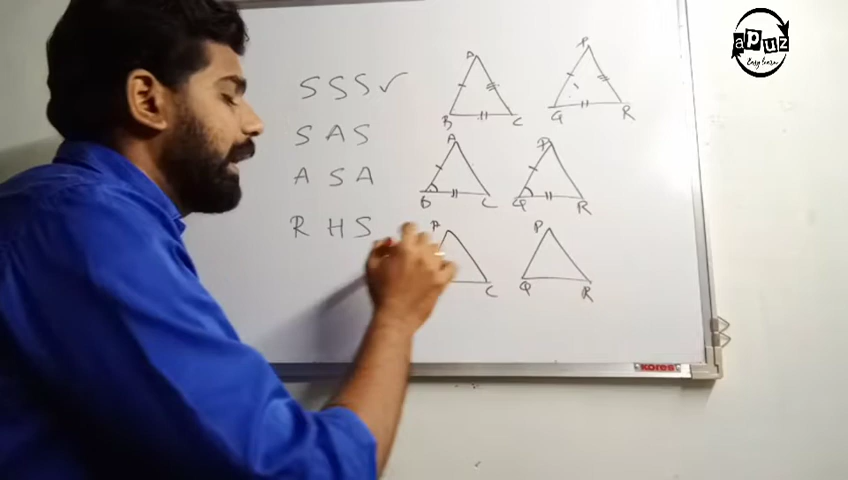 apuz
Easy learn
SSS✓
SAS
ASA
RHS
A
B C
P
Q R
A
B C
P
Q R
A
C
P
Q R
KORES